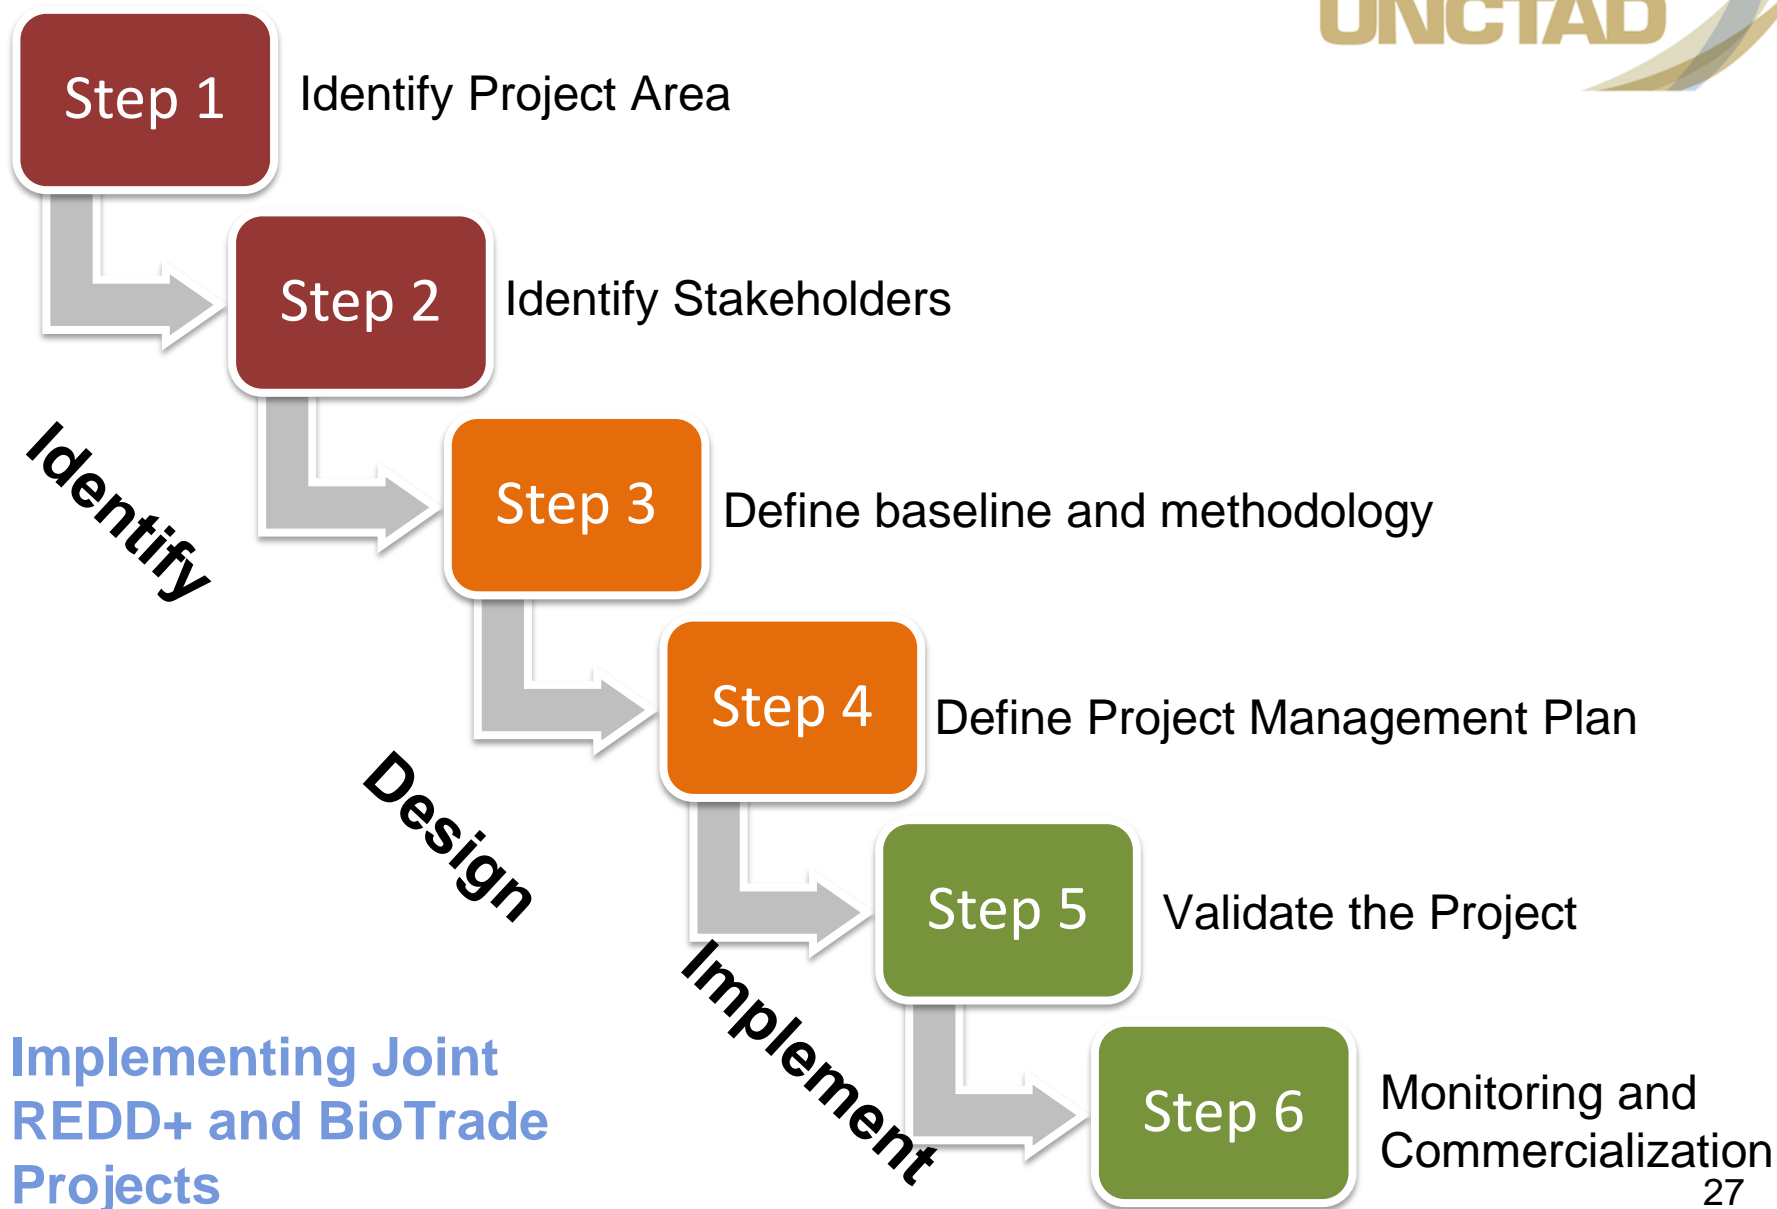 UNCTAD
Step 1
Identify Project Area
Step 2
Identify Stakeholders
Identify
Step 3
Define baseline and methodology
Step 4
Define Project Management Plan
Design
Step 5
Validate the Project
Implement
Step 6
Monitoring and
Commercialization
Implementing Joint
REDD+ and BioTrade
Projects
27